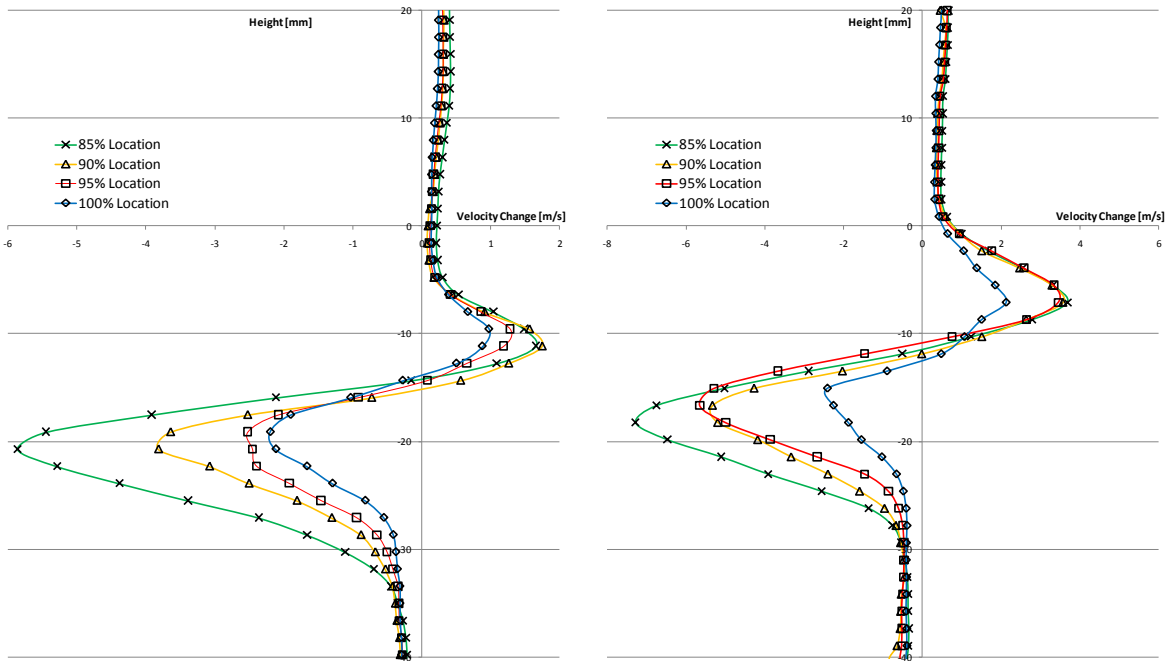 Height [mm]
20
10
0
-10
-20
-30
-40
85% Location
90% Location
95% Location
100% Location
Velocity Change [m/s]
-6 -5 -4 -3 -2 -1 0 1 2
Height [mm]
20
10
0
-10
-20
-30
-40
85% Location
90% Location
95% Location
100% Location
Velocity Change [m/s]
-8 -6 -4 -2 0 2 4 6